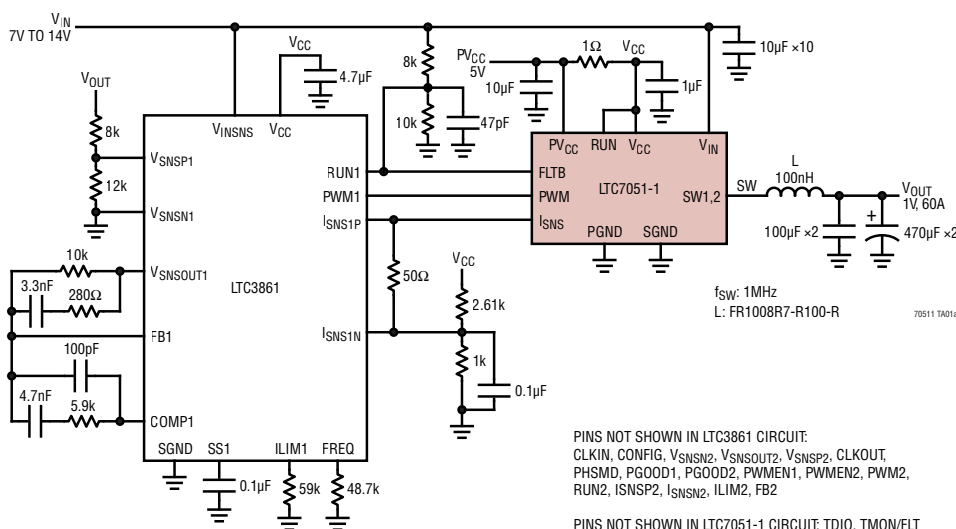 VIN
7V TO 14V
VCC
4.7µF
VOUT
8k
12k
VINSNS
VCC
VSNSP1
VSNSN1
10k
VSNSOUT1
3.3nF
280Ω
FB1
100pF
4.7nF
5.9k
COMP1
LTC3861
RUN1
PWM1
ISNS1P
ISNS1N
SGND
SS1
ILIM1
FREQ
0.1µF
59k
48.7k
8k
10k
47pF
50Ω
VCC
2.61k
1k
0.1µF
PVCC
5V
1Ω
VCC
10µF
1µF
10µF ×10
PVCC
RUN
VCC
VIN
FLTB
PWM
ISNS
LTC7051-1
SW1,2
PGND
SGND
SW
L
100nH
VOUT
1V, 60A
100µF ×2
+
470µF ×2
fSW: 1MHz
L: FR1008R7-R100-R
70511 TA01a
PINS NOT SHOWN IN LTC3861 CIRCUIT:
CLKIN, CONFIG, VSNSN2, VSNSOUT2, VSNSP2, CLKOUT,
PHSMD, PGOOD1, PGOOD2, PWMEN1, PWMEN2, PWM2,
RUN2, ISNSP2, ISNSN2, ILIM2, FB2
PINS NOT SHOWN IN LTC7051-1 CIRCUIT: TDIO, TMON/FLT